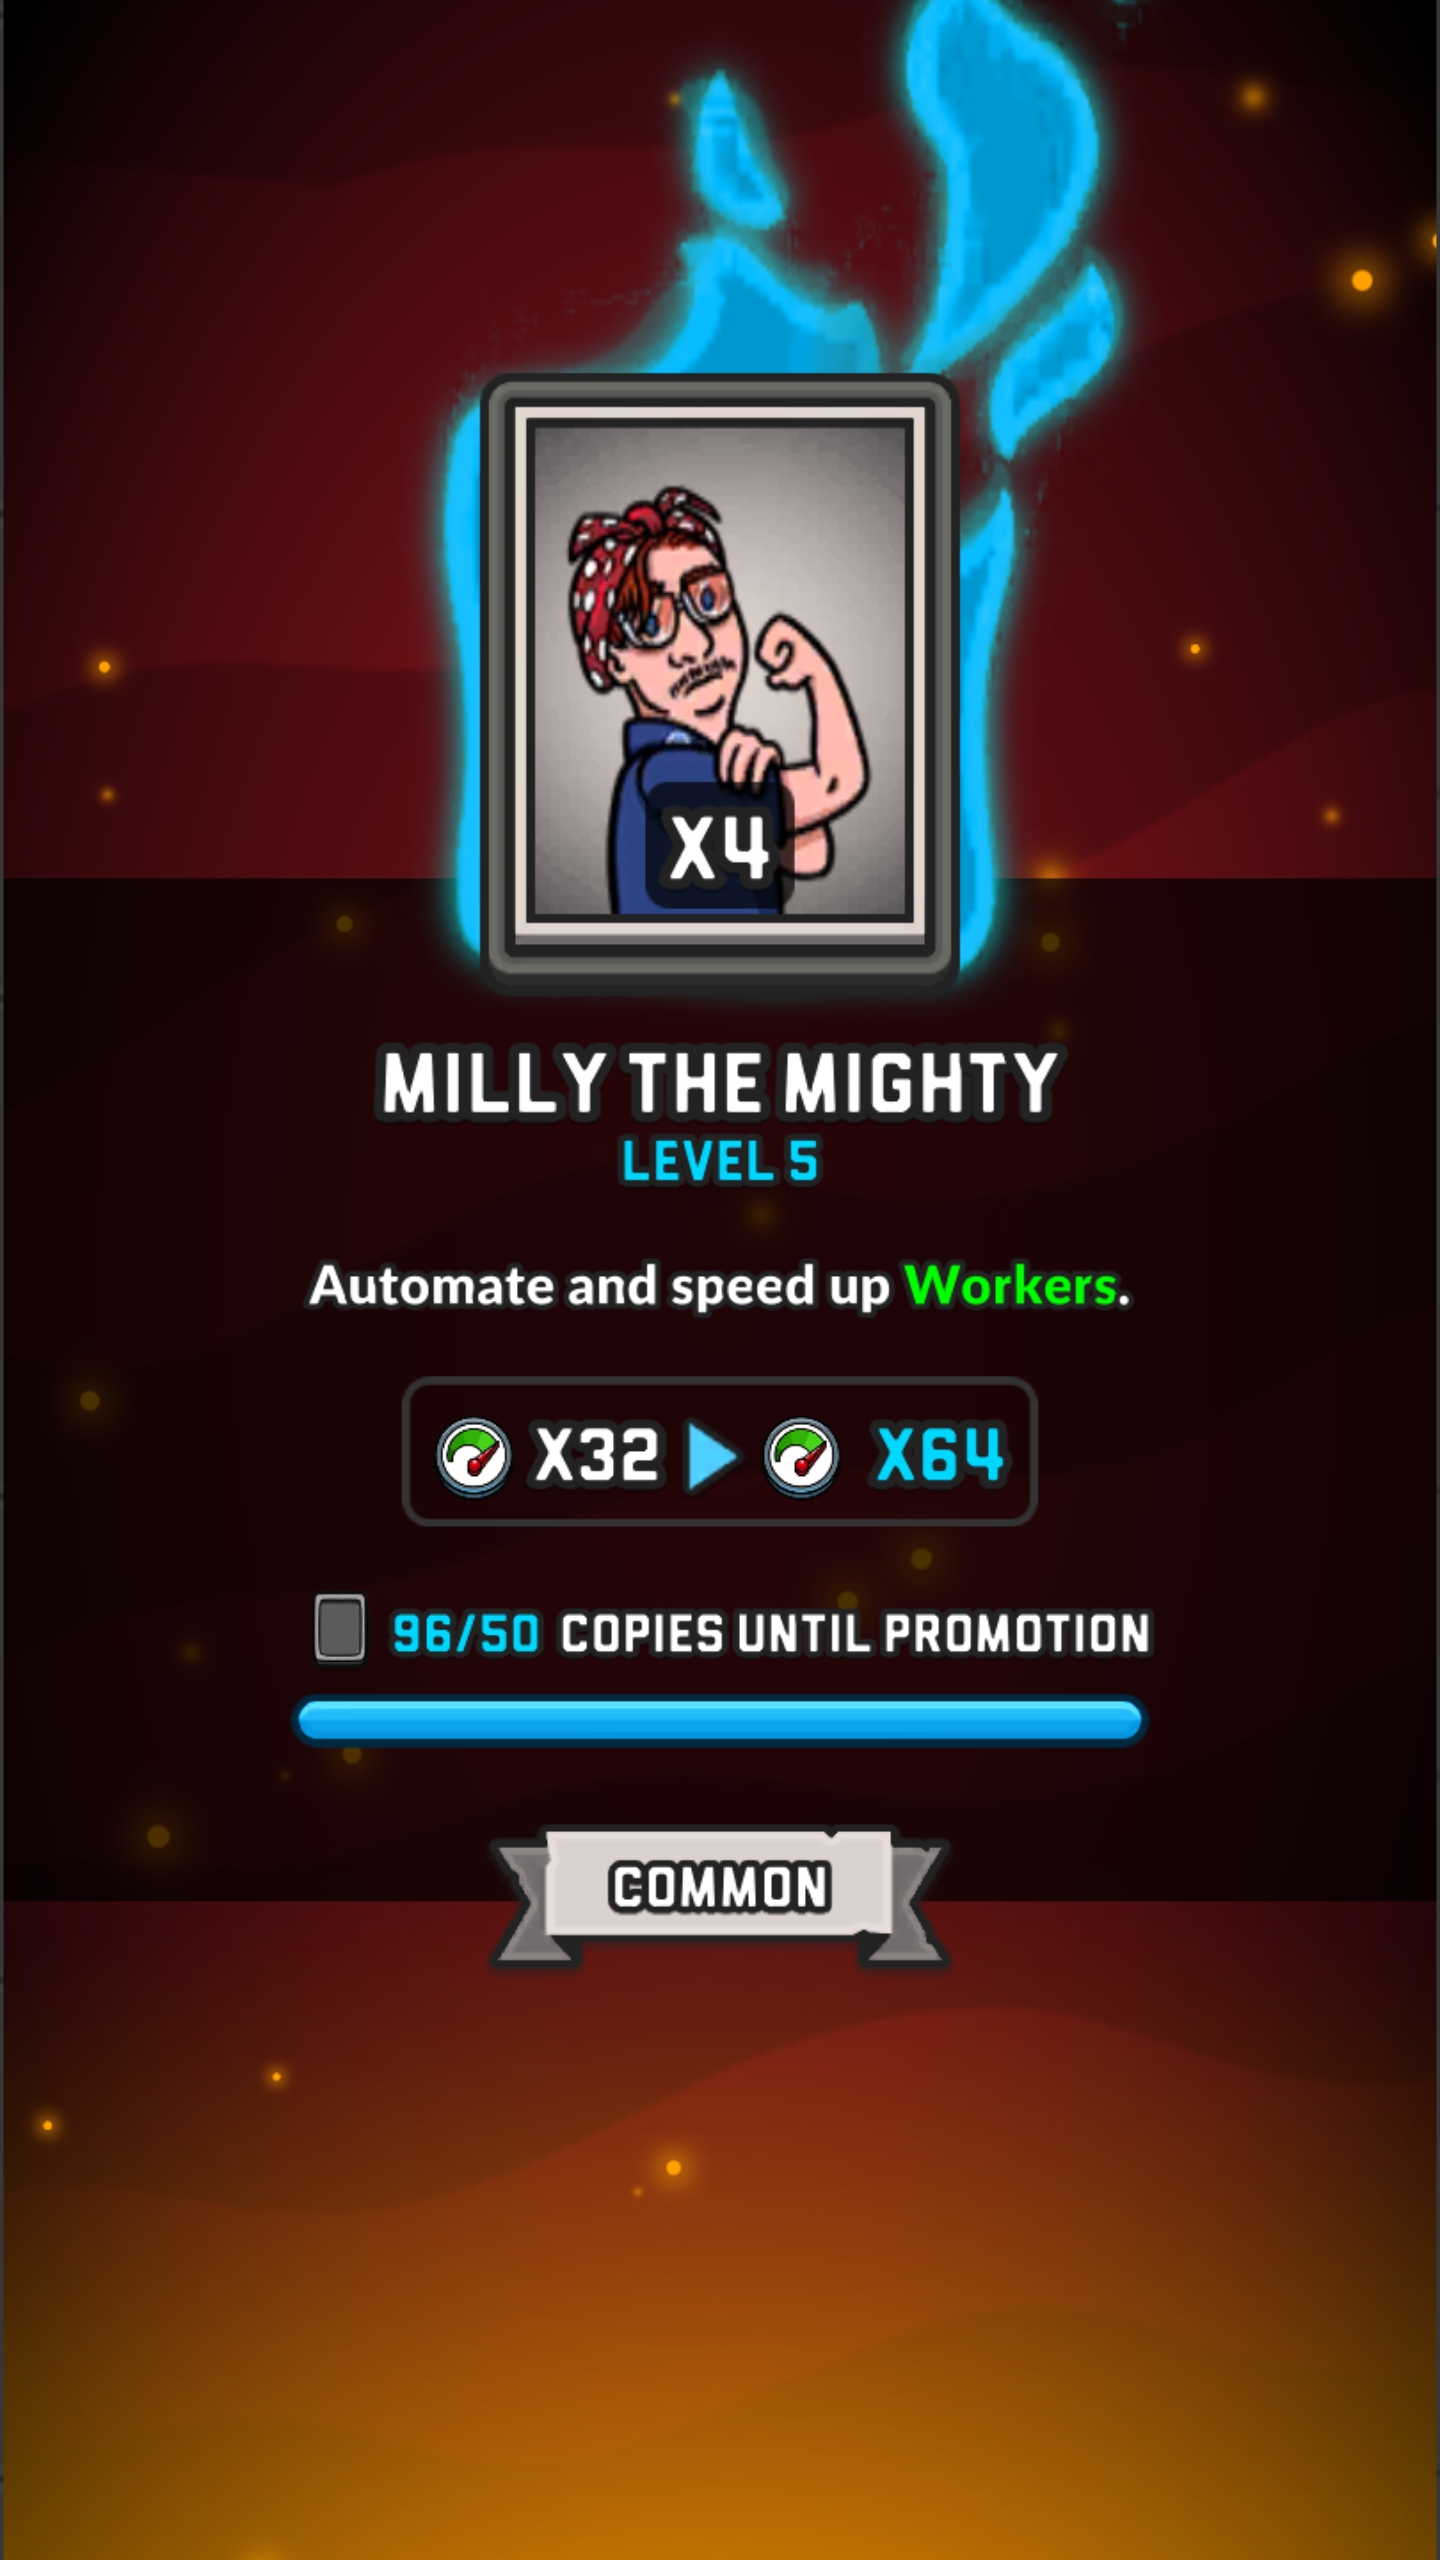 X4
MILLY THE MIGHTY
LEVEL 5
Automate and speed up Workers.
X32 X64
96/50 COPIES UNTIL PROMOTION
COMMON